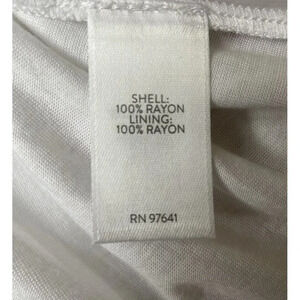 SHELL:
100% RAYON
LINING:
100% RAYON
RN 97641